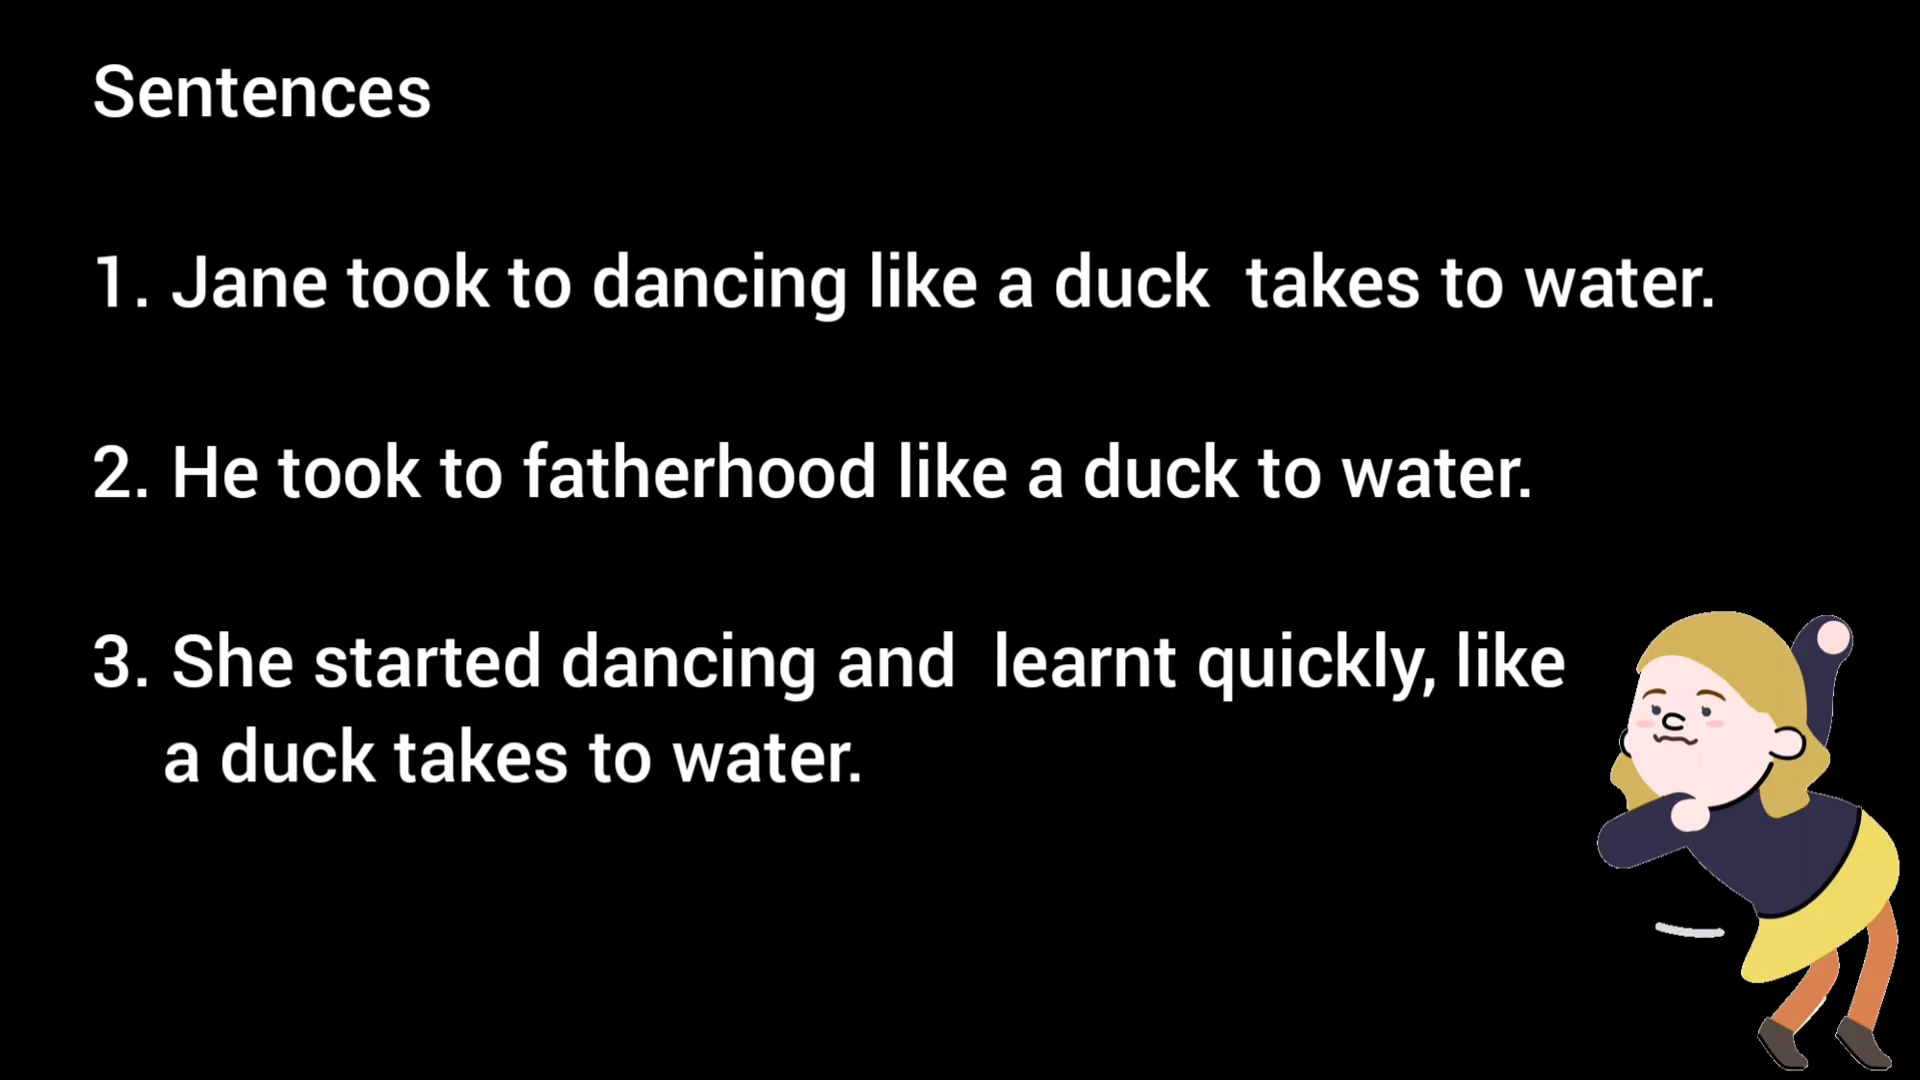 Sentences
1. Jane took to dancing like a duck  takes to water.
2. He took to fatherhood like a duck to water.
3. She started dancing and  learnt quickly, like
a duck takes to water.